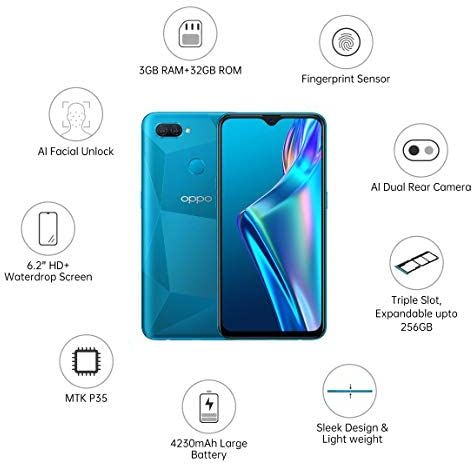 3GB RAM+32GB ROM
Fingerprint Sensor
AI Facial Unlock
AI Dual Rear Camera
oppo
6.2” HD+
Waterdrop Screen
Triple Slot,
Expandable upto
256GB
MTK P35
4230mAh Large
Battery
Sleek Design &
Light weight